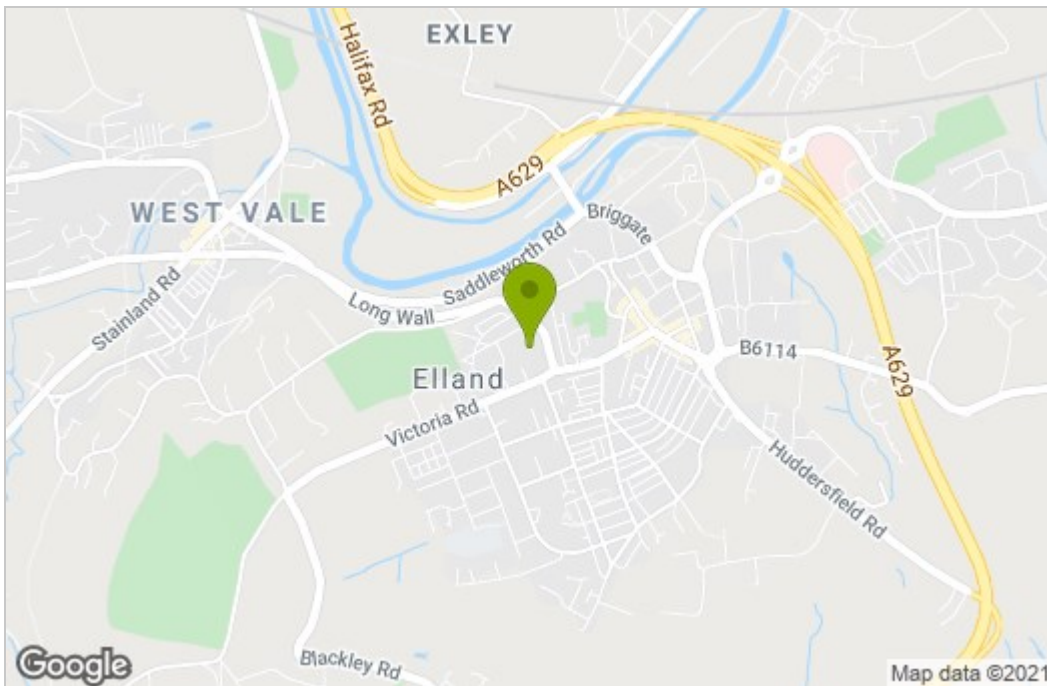 EXLEY
Halifax Rd
A629
WEST VALE
Briggate
Saddleworth Rd
Stainland Rd
Long Wall
B6114
A629
Elland
Victoria Rd
Huddersfield Rd
Blackley Rd
Google
Map data ©2021